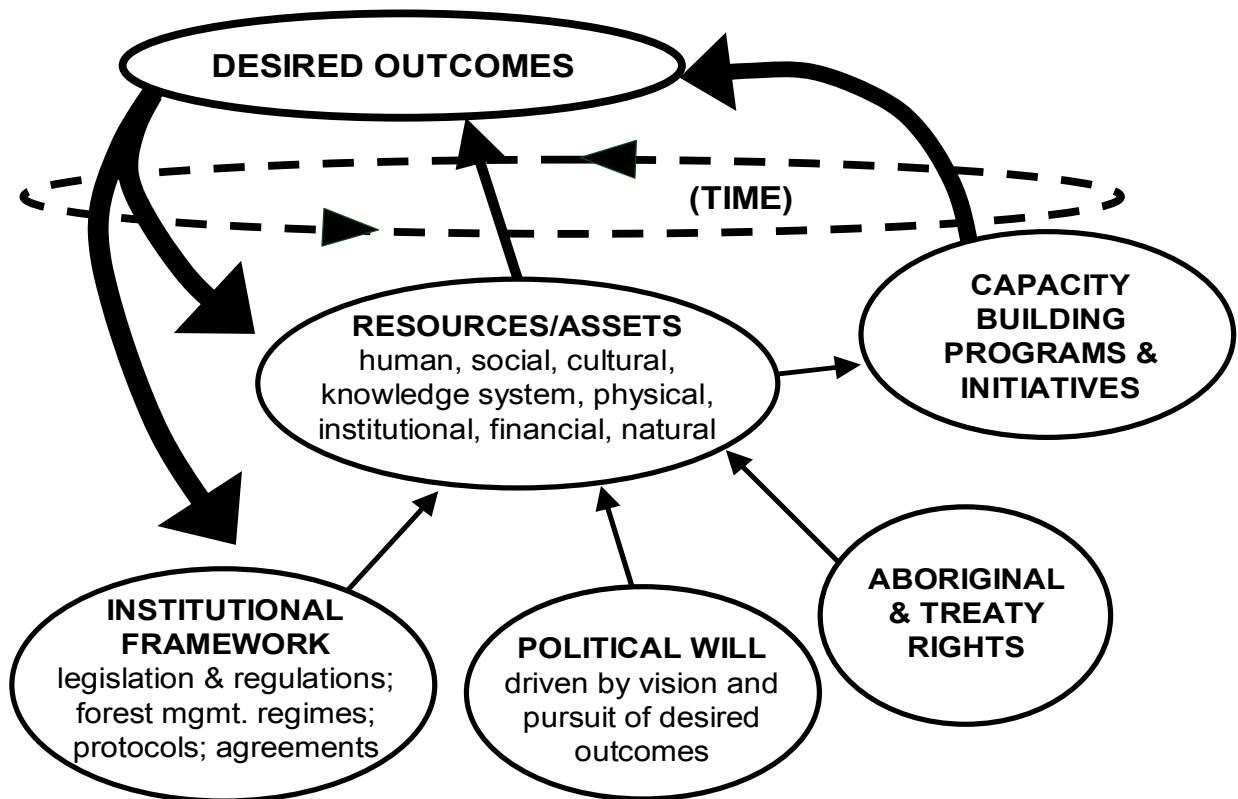 DESIRED OUTCOMES
(TIME)
CAPACITY
BUILDING
PROGRAMS &
INITIATIVES
RESOURCES/ASSETS
human, social, cultural,
knowledge system, physical,
institutional, financial, natural
ABORIGINAL
& TREATY
RIGHTS
INSTITUTIONAL
FRAMEWORK
legislation & regulations;
forest mgmt. regimes;
protocols; agreements
POLITICAL WILL
driven by vision and
pursuit of desired
outcomes